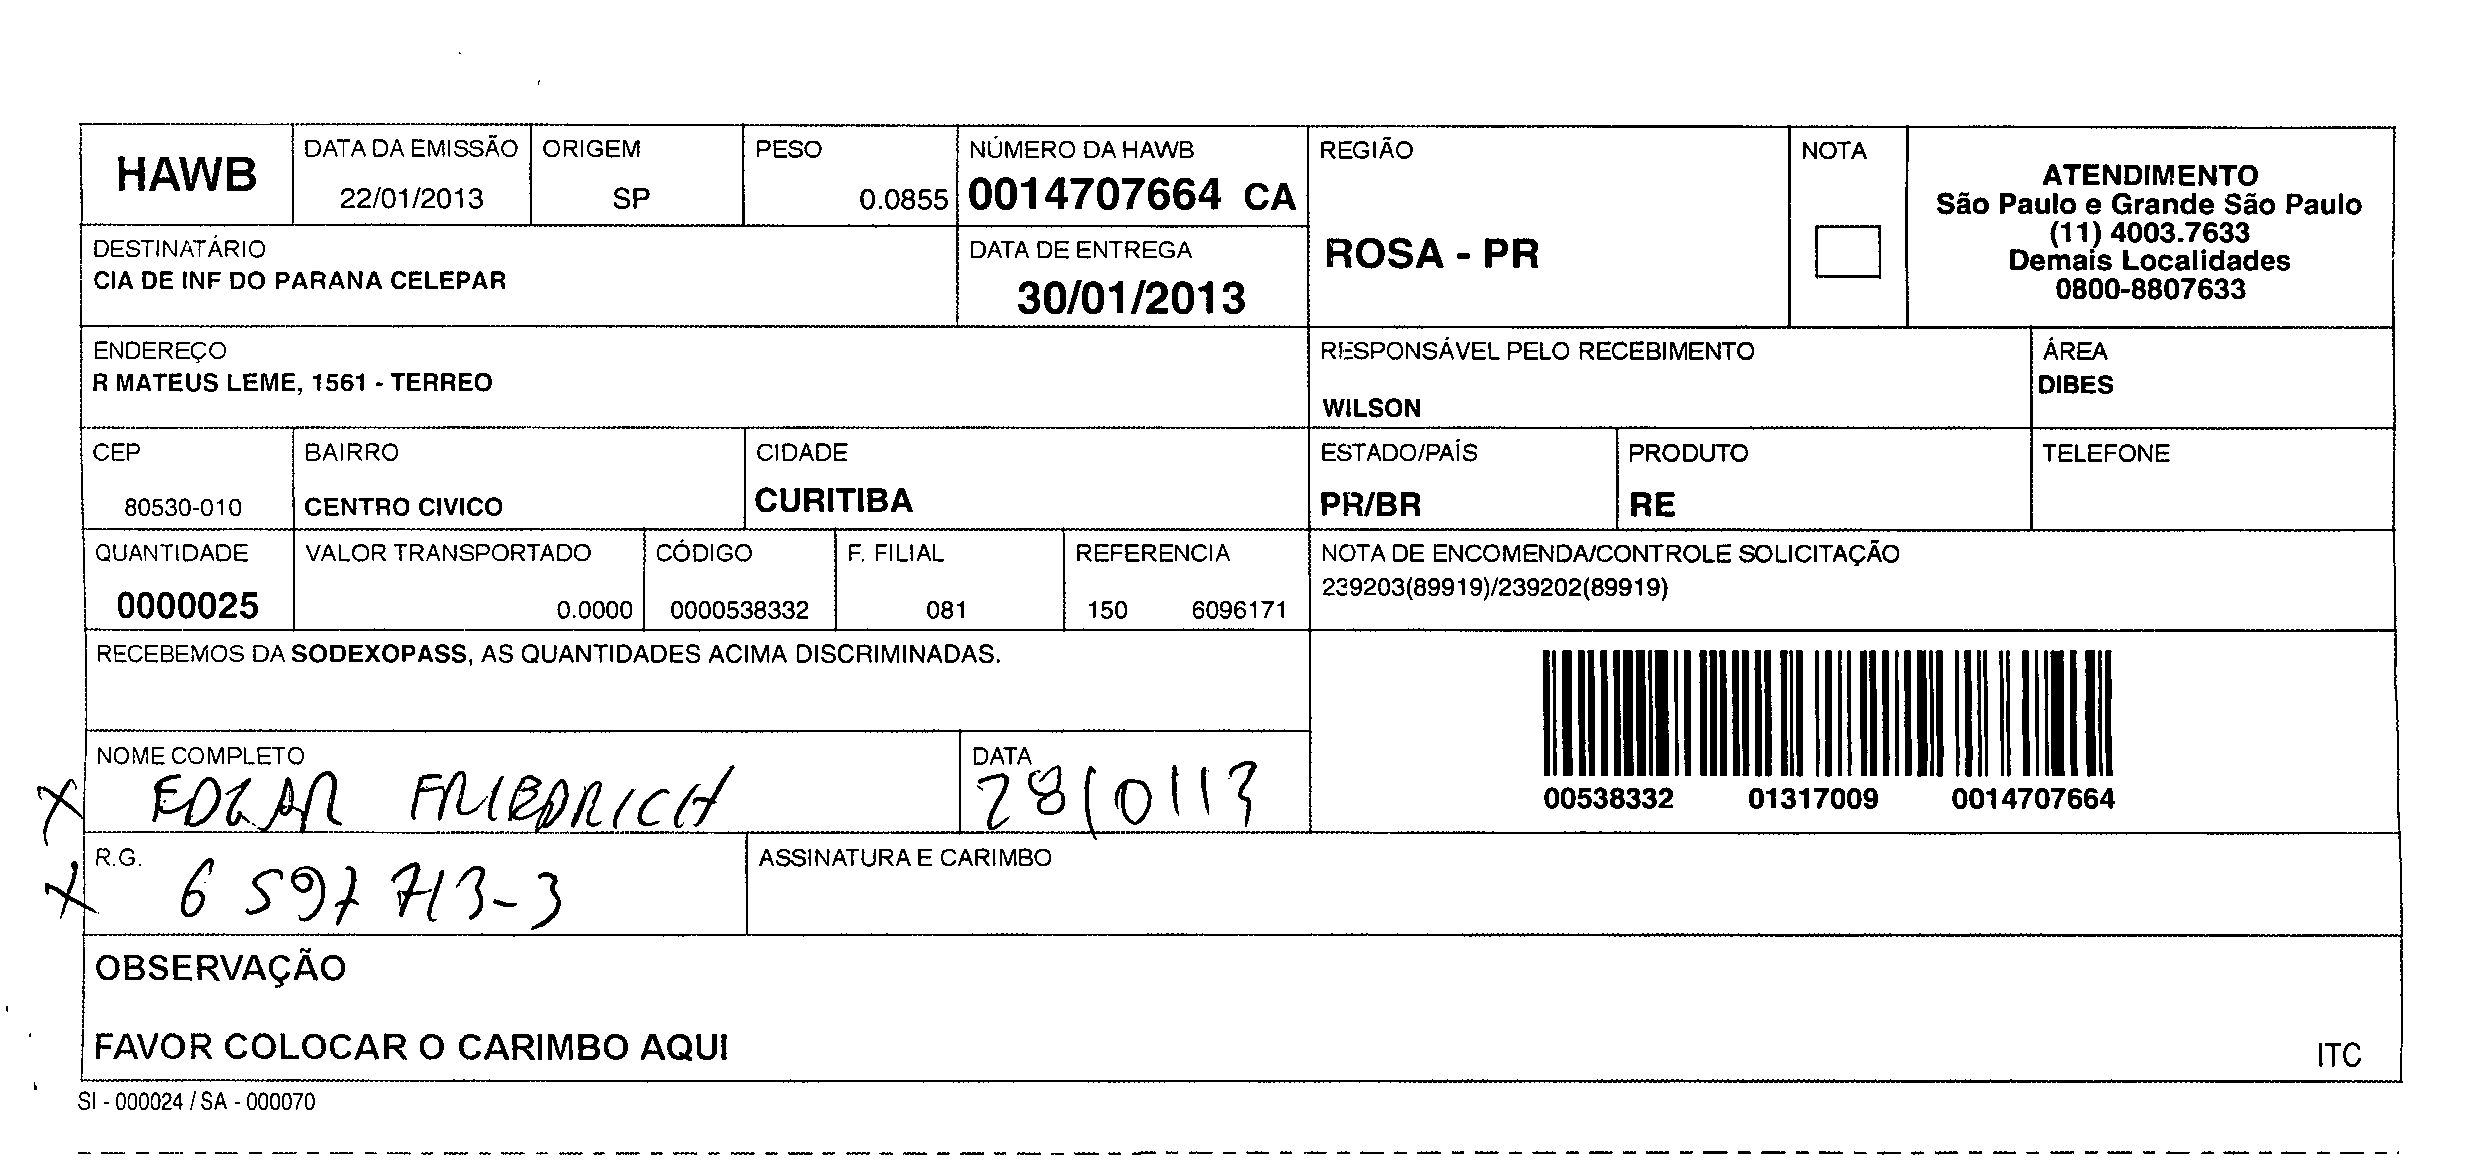 HAWB
DATA DA EMISSÃO
22/01/2013
ORIGEM
SP
PESO
0.0855
NÚMERO DA HAWB
0014707664 CA
REGIÃO
ROSA - PR
NOTA
ATENDIMENTO
São Paulo e Grande São Paulo
(11) 4003.7633
Demais Localidades
0800-8807633
DESTINATÁRIO
CIA DE INF DO PARANA CELEPAR
DATA DE ENTREGA
30/01/2013
ENDEREÇO
R MATEUS LEME, 1561 - TERREO
RESPONSÁVEL PELO RECEBIMENTO
WILSON
ÁREA
DIBES
CEP
80530-010
BAIRRO
CENTRO CIVICO
CIDADE
CURITIBA
ESTADO/PAÍS
PR/BR
PRODUTO
RE
TELEFONE
QUANTIDADE
0000025
VALOR TRANSPORTADO
0.0000
CÓDIGO
0000538332
F. FILIAL
081
REFERENCIA
150 6096171
NOTA DE ENCOMENDA/CONTROLE SOLICITAÇÃO
239203(89919)/239202(89919)
RECEBEMOS DA SODEXOPASS, AS QUANTIDADES ACIMA DISCRIMINADAS.
00538332 01317009 0014707664
NOME COMPLETO
X EDGAR FRIEDRICH
DATA
28/01/13
R.G.
X 6 597 713-3
ASSINATURA E CARIMBO
OBSERVAÇÃO
FAVOR COLOCAR O CARIMBO AQUI
ITC
SI - 000024 / SA - 000070